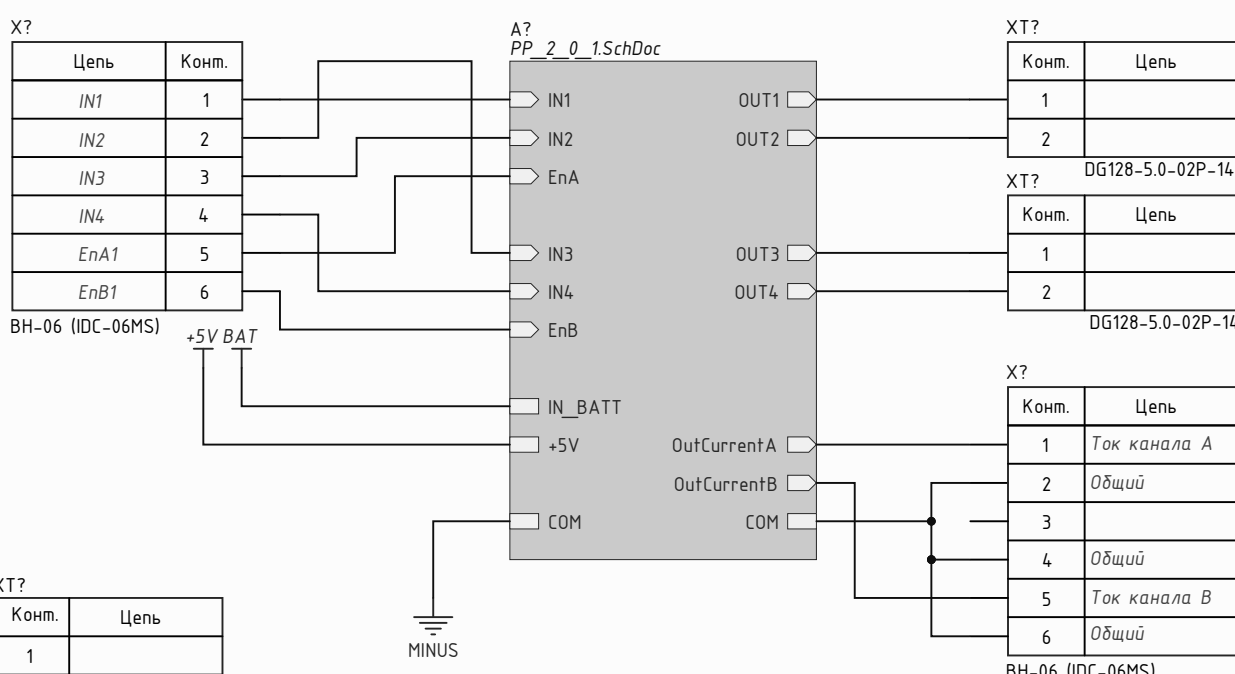 X?
Цепь Конт.
IN1 1
IN2 2
IN3 3
IN4 4
EnA1 5
EnB1 6
BH-06 (IDC-06MS)
+5V BAT
A?
PP_2_0_1.SchDoc
IN1 OUT1
IN2 OUT2
EnA
IN3 OUT3
IN4 OUT4
EnB
IN_BATT
+5V OutCurrentA
OutCurrentB
COM COM
MINUS
XT?
Конт. Цепь
1
2
DG128-5.0-02P-14
XT?
Конт. Цепь
1
2
DG128-5.0-02P-14
X?
Конт. Цепь
1 Ток канала А
2 Общий
3
4 Общий
5 Ток канала В
6 Общий
BH-06 (IDC-06MS)
XT?
Конт. Цепь
1